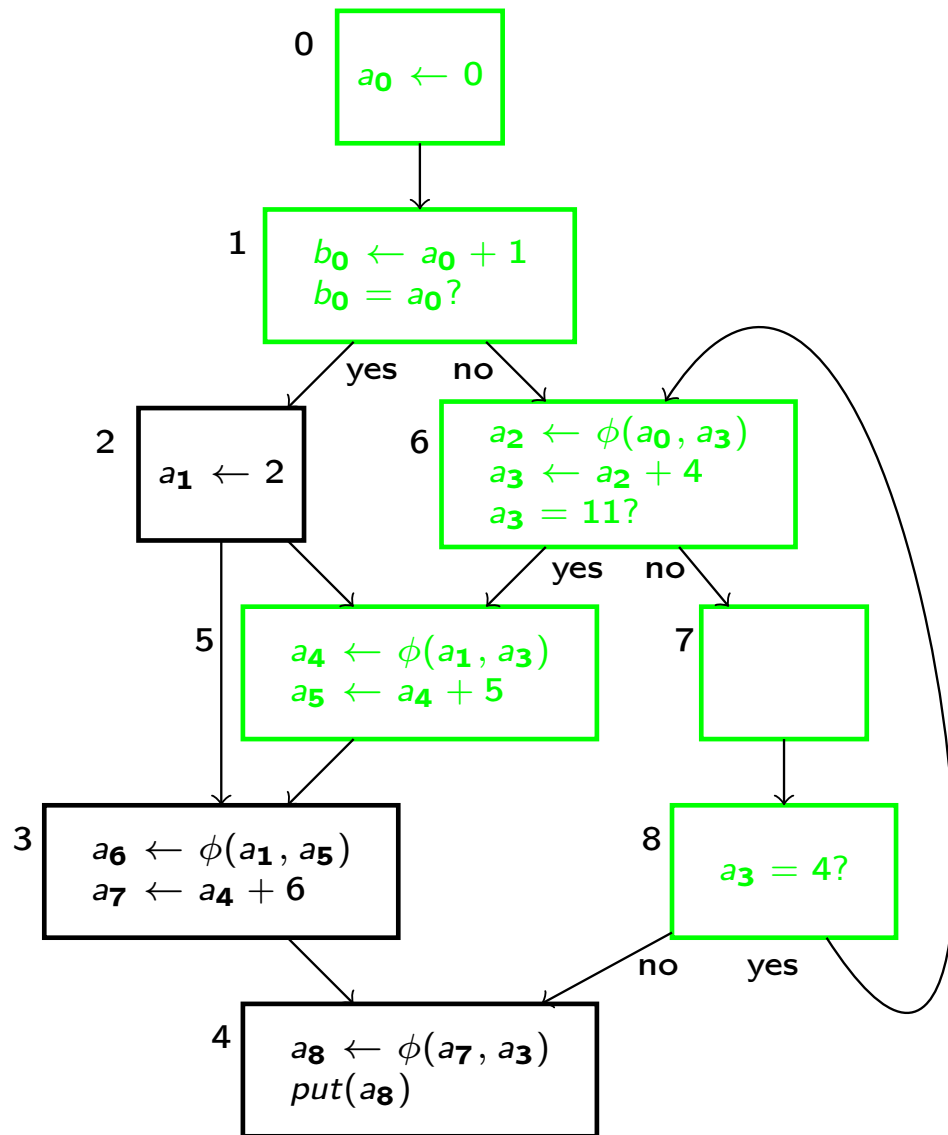 0
a₀ ← 0
1
b₀ ← a₀ + 1
b₀ = a₀?
yes no
2
a₁ ← 2
6
a₂ ← ϕ(a₀, a₃)
a₃ ← a₂ + 4
a₃ = 11?
yes no
5
a₄ ← ϕ(a₁, a₃)
a₅ ← a₄ + 5
7
3
a₆ ← ϕ(a₁, a₅)
a₇ ← a₄ + 6
8
a₃ = 4?
no yes
4
a₈ ← ϕ(a₇, a₃)
put(a₈)